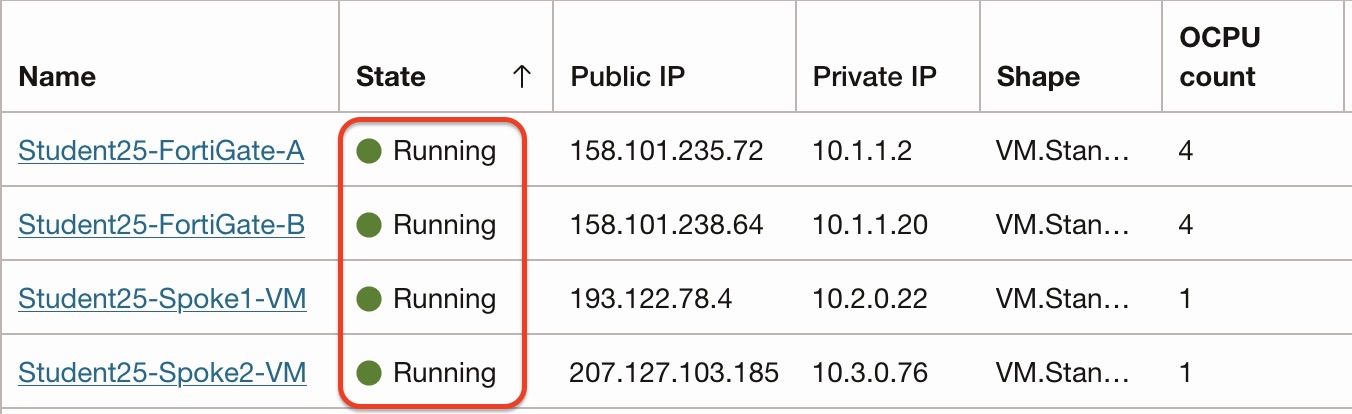 Name State ↑ Public IP Private IP Shape OCPU count
Student25-FortiGate-A Running 158.101.235.72 10.1.1.2 VM.Stan… 4
Student25-FortiGate-B Running 158.101.238.64 10.1.1.20 VM.Stan… 4
Student25-Spoke1-VM Running 193.122.78.4 10.2.0.22 VM.Stan… 1
Student25-Spoke2-VM Running 207.127.103.185 10.3.0.76 VM.Stan… 1